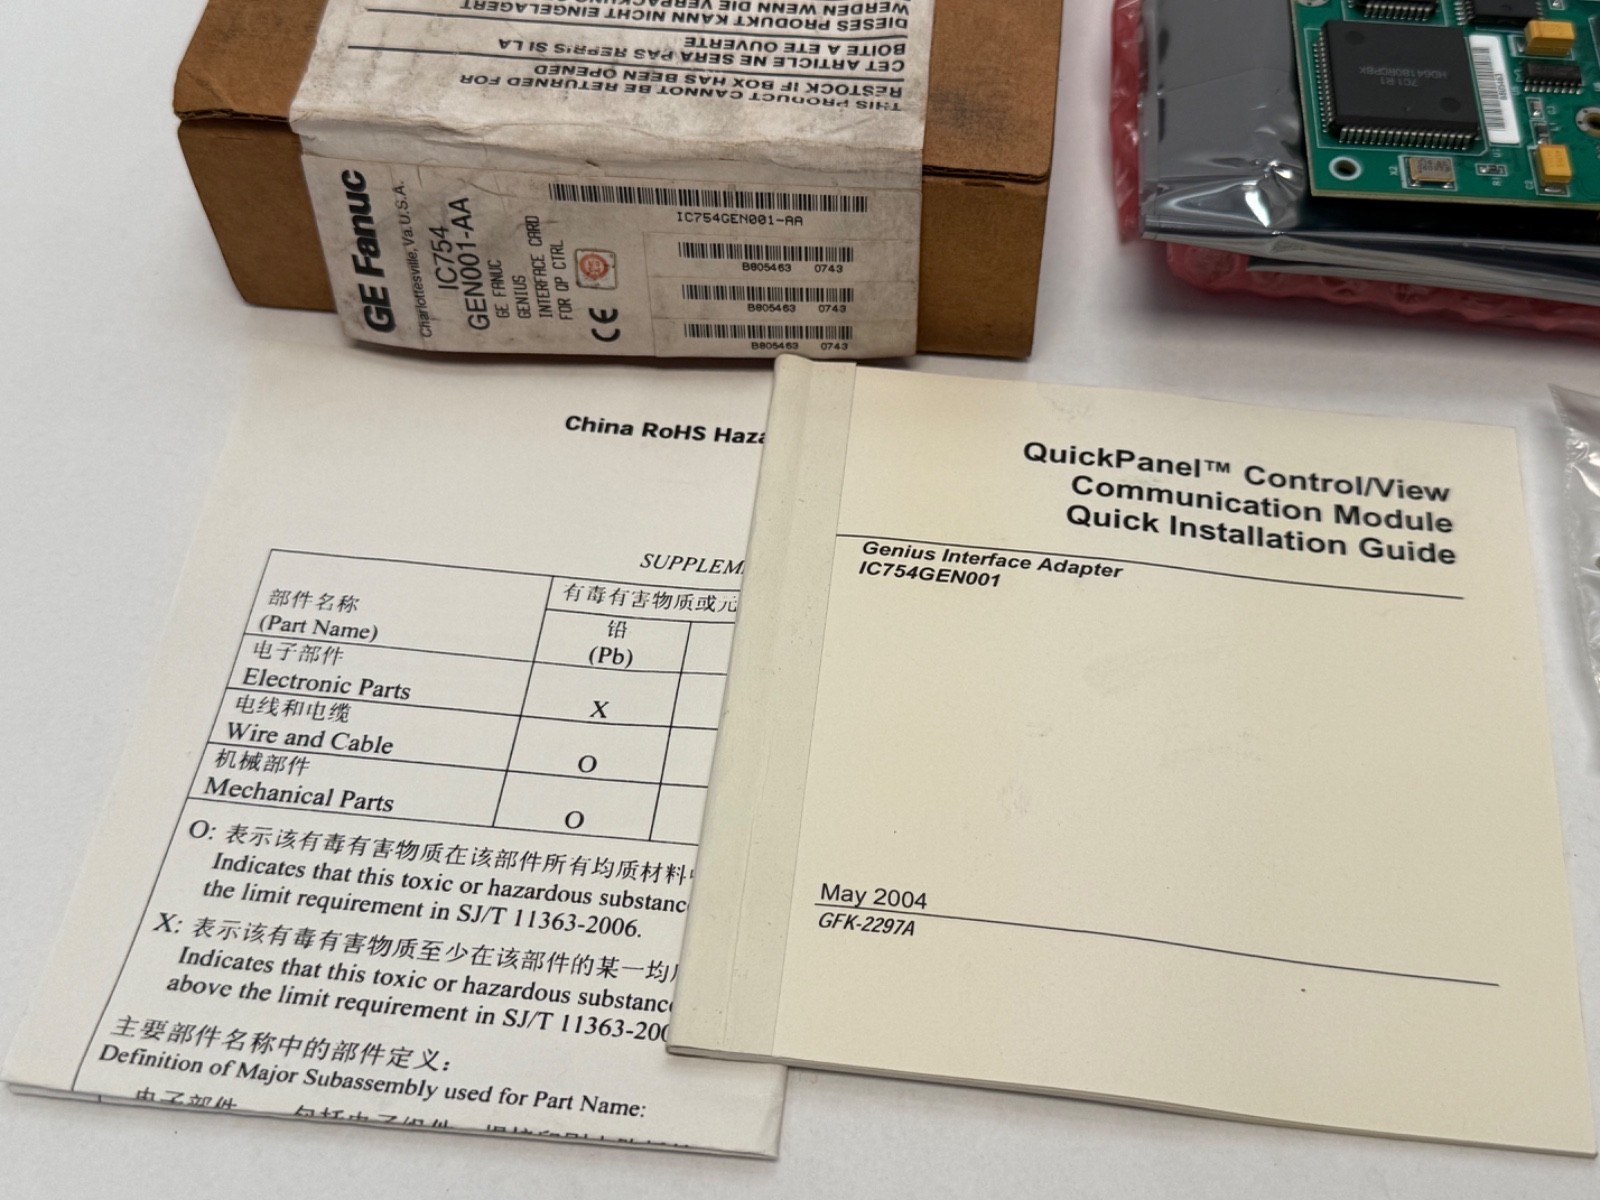 THIS PRODUCT CANNOT BE RETURNED FOR
RESTOCK IF BOX HAS BEEN OPENED
CET ARTICLE NE SERA PAS REPRIS SI LA
BOITE A ETE OUVERTE
DIESES PRODUKT KANN NICHT EINGELAGERT
WERDEN WENN DIE
GE Fanuc
Charlottesville, Va. U.S.A.
IC754
GEN001-AA
GE FANUC
GENIUS
INTERFACE CARD
FOR QP CTRL
CE
IC754GEN001-AA
B805463 0743
B805463 0743
B805463 0743
7C1 R1
China RoHS
部件名称
(Part Name)
有毒有害物质或元
铅
(Pb)
电子部件
Electronic Parts
X
电线和电缆
Wire and Cable
O
机械部件
Mechanical Parts
O
O: 表示该有毒有害物质在该部件所有均质材料
Indicates that this toxic or hazardous
the limit requirement in SJ/T 11363-2006.
X: 表示该有毒有害物质至少在该部件的某一均
Indicates that this toxic or hazardous
above the limit requirement in SJ/T
主要部件名称中的部件定义：
Definition of Major Subassembly used for Part Name:
QuickPanel™ Control/View
Communication Module
Quick Installation Guide
Genius Interface Adapter
IC754GEN001
May 2004
GFK-2297A